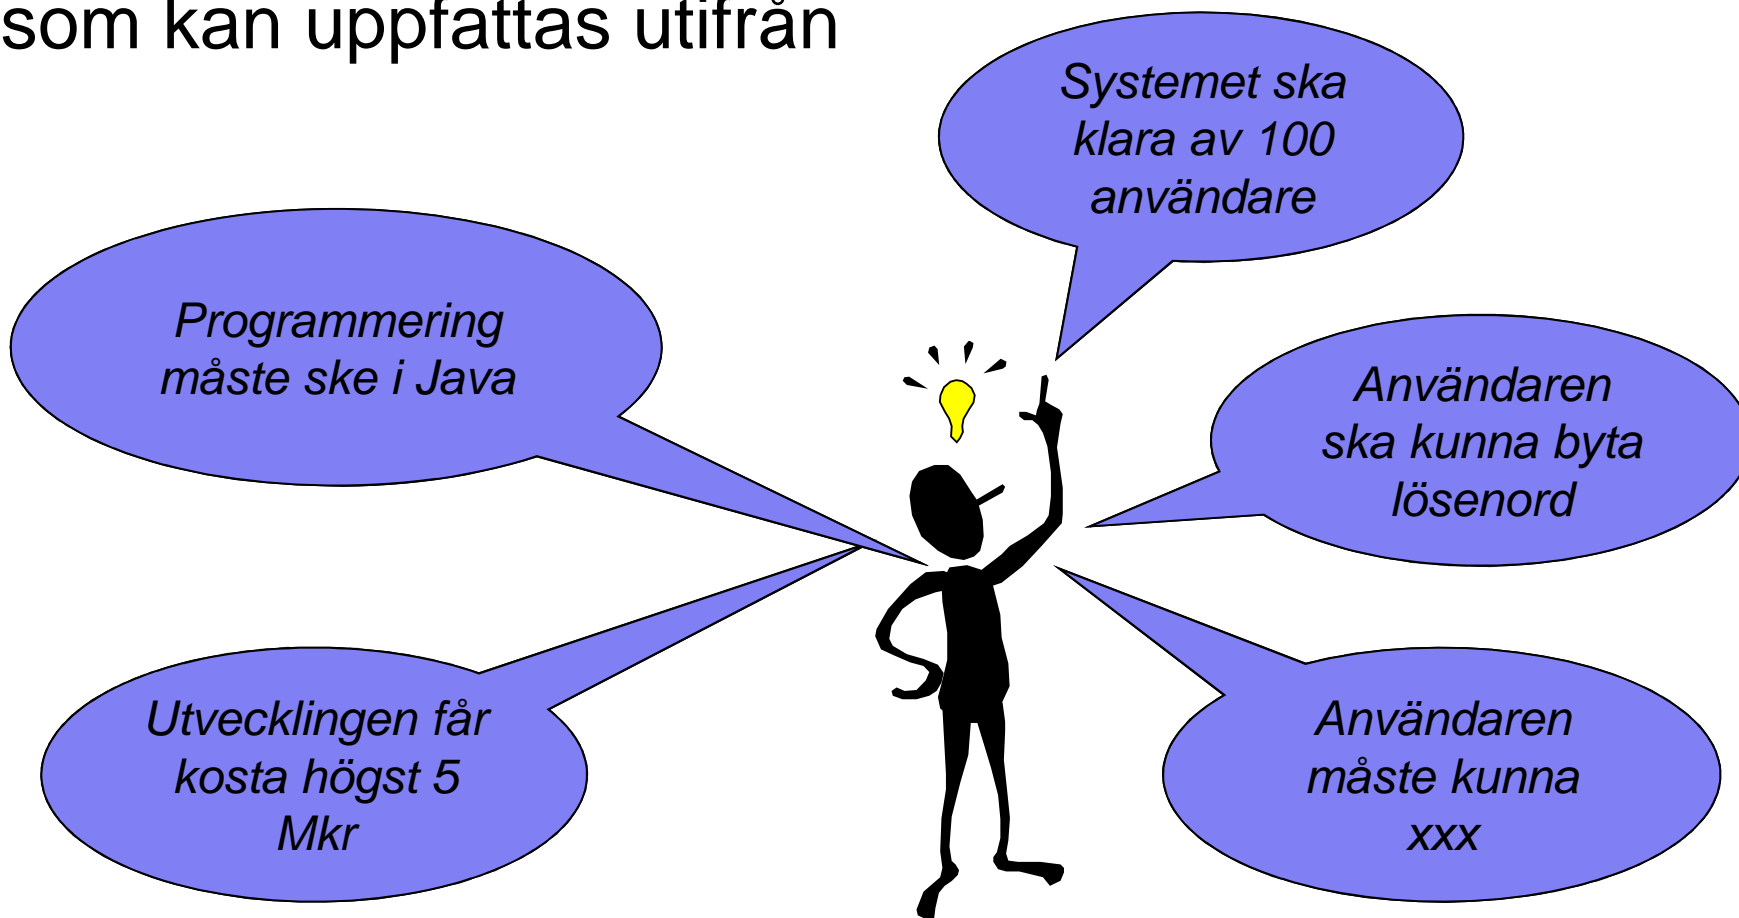 som kan uppfattas utifrån
Systemet ska
klara av 100
användare
Programmering
måste ske i Java
Användaren
ska kunna byta
lösenord
Utvecklingen får
kosta högst 5
Mkr
Användaren
måste kunna
xxx